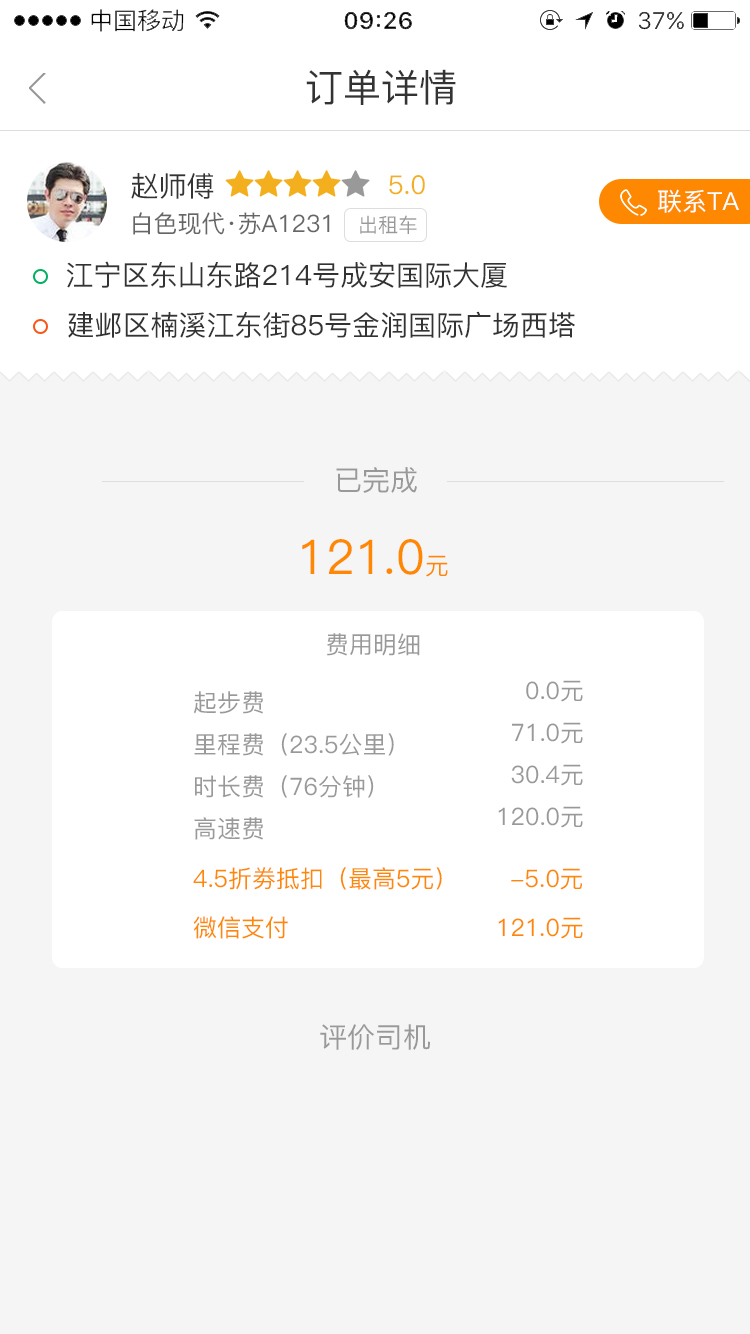 中国移动 09:26 37%
订单详情
赵师傅 5.0
联系TA
白色现代·苏A1231 出租车
江宁区东山东路214号成安国际大厦
建邺区楠溪江东街85号金润国际广场西塔
已完成
121.0元
费用明细
起步费 0.0元
里程费（23.5公里） 71.0元
时长费（76分钟） 30.4元
高速费 120.0元
4.5折劵抵扣（最高5元） -5.0元
微信支付 121.0元
评价司机